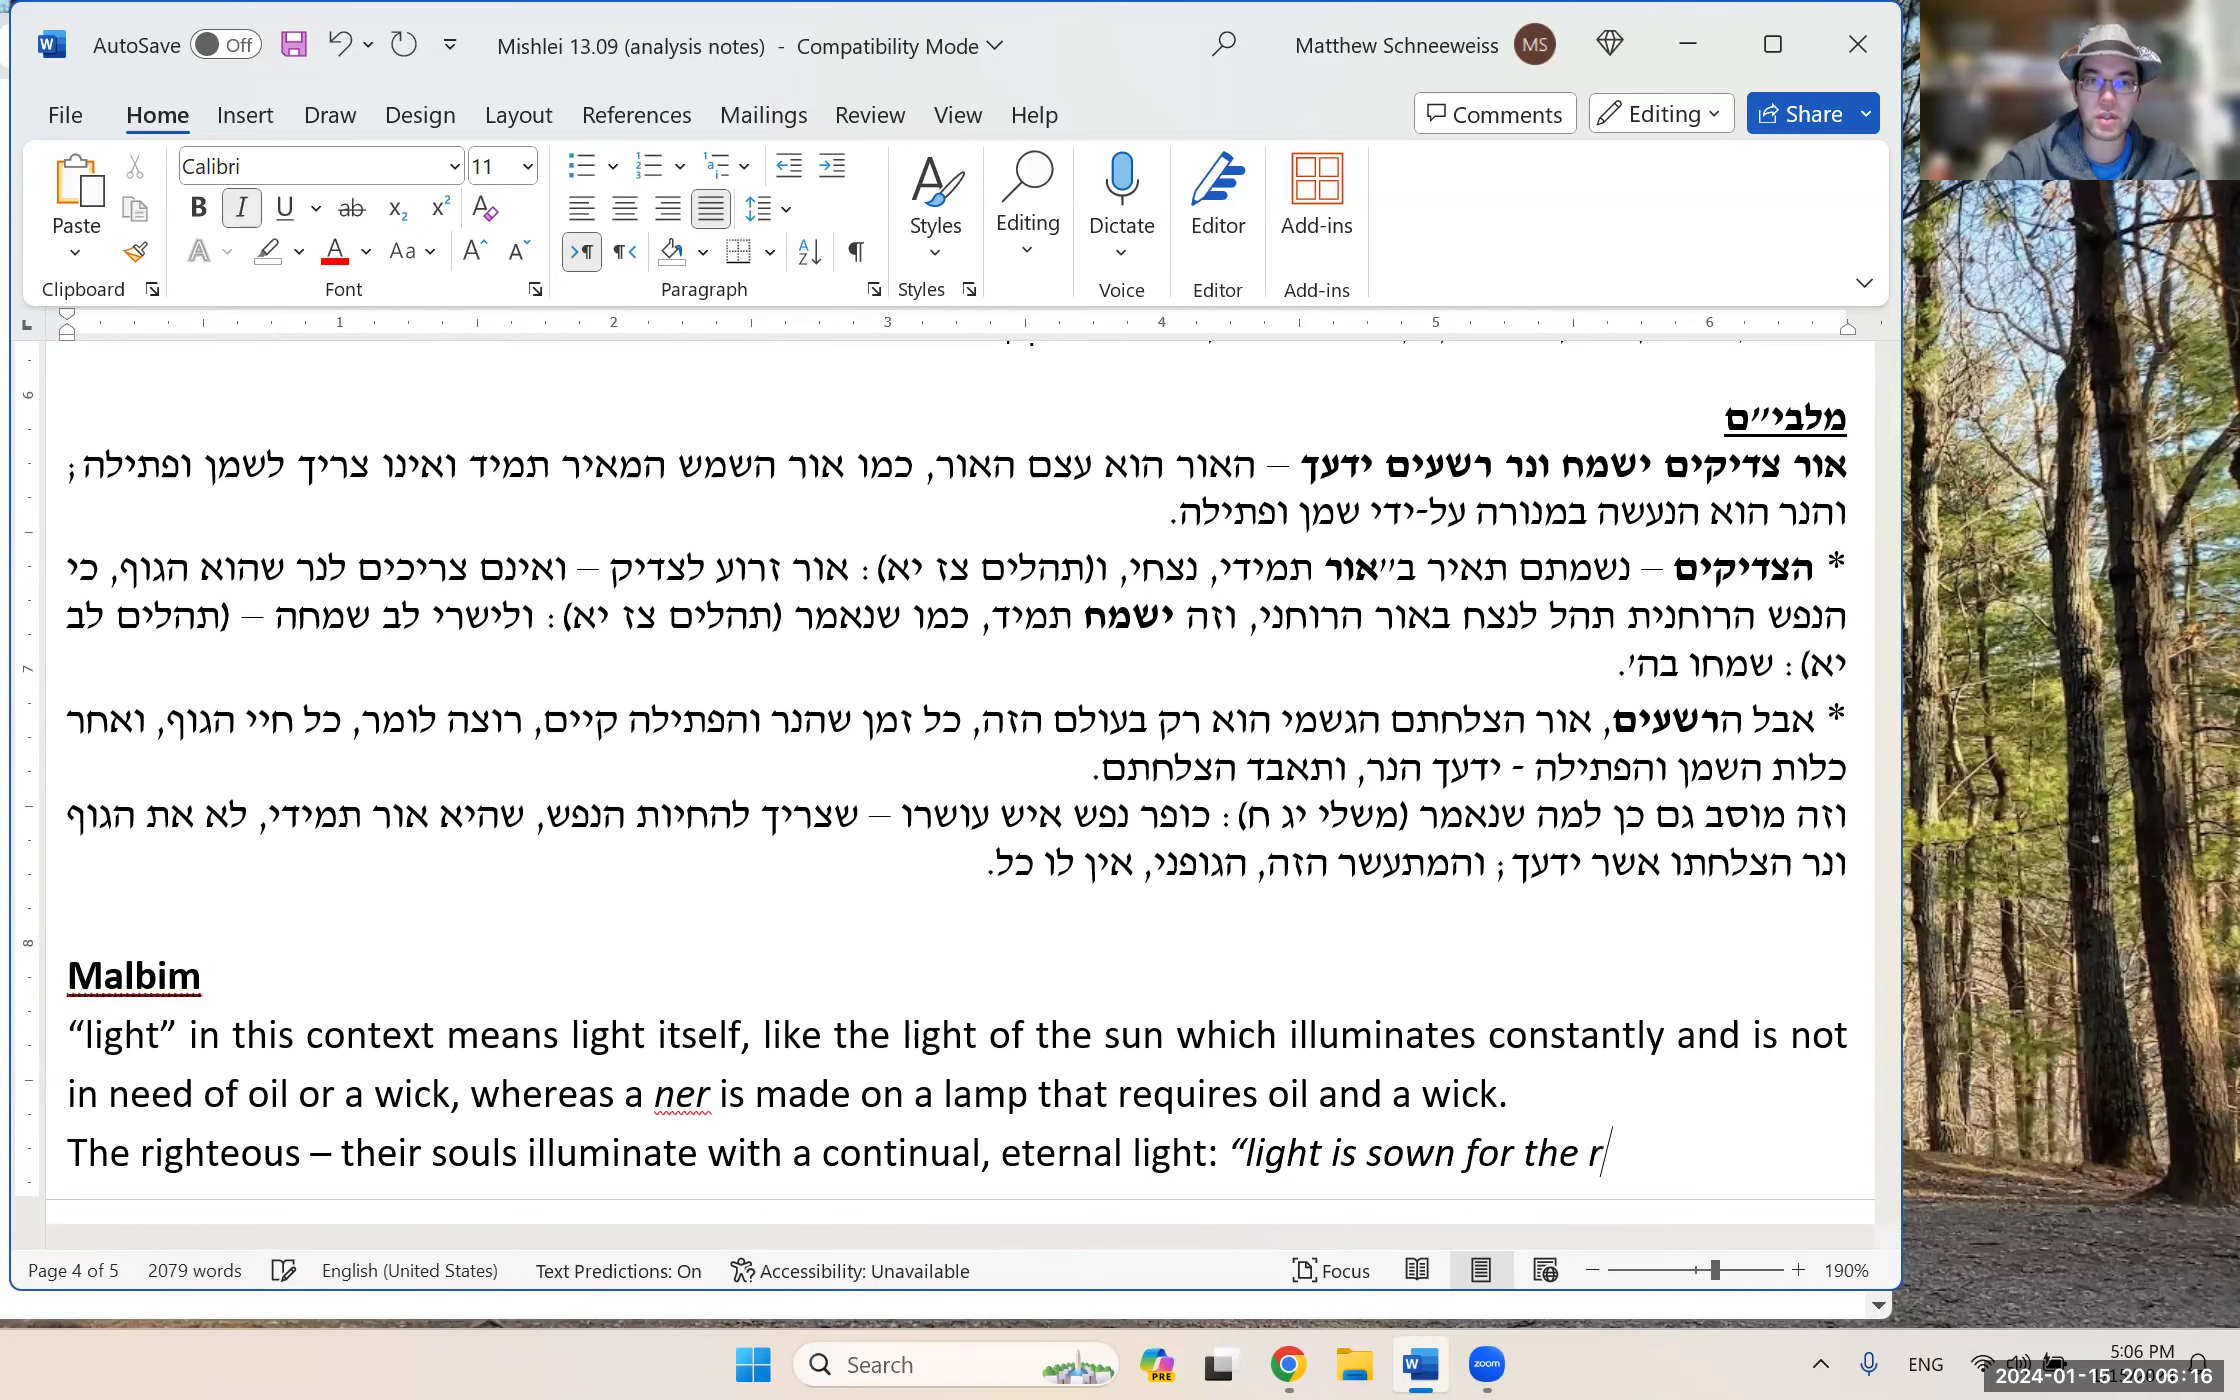 AutoSave Off Mishlei 13.09 (analysis notes) - Compatibility Mode Matthew Schneeweiss MS
File Home Insert Draw Design Layout References Mailings Review View Help Comments Editing Share
Paste Calibri 11 Styles Editing Dictate Editor Add-ins
Clipboard Font Paragraph Styles Voice Editor Add-ins
1 2 3 4 5 6
מלבי״ם
אור צדיקים ישמח ונר רשעים ידעך – האור הוא עצם האור, כמו אור השמש המאיר תמיד ואינו צריך לשמן ופתילה;
והנר הוא הנעשה במנורה על-ידי שמן ופתילה.
* הצדיקים – נשמתם תאיר ב״אור תמידי, נצחי, ו(תהלים צז יא): אור זרוע לצדיק – ואינם צריכים לנר שהוא הגוף, כי
הנפש הרוחנית תהל לנצח באור הרוחני, וזה ישמח תמיד, כמו שנאמר (תהלים צז יא): ולישרי לב שמחה – (תהלים לב
יא): שמחו בה׳.
* אבל הרשעים, אור הצלחתם הגשמי הוא רק בעולם הזה, כל זמן שהנר והפתילה קיים, רוצה לומר, כל חיי הגוף, ואחר
כלות השמן והפתילה - ידעך הנר, ותאבד הצלחתם.
וזה מוסב גם כן למה שנאמר (משלי יג ח): כופר נפש איש עושרו – שצריך להחיות הנפש, שהיא אור תמידי, לא את הגוף
ונר הצלחתו אשר ידעך; והמתעשר הזה, הגופני, אין לו כל.
Malbim
“light” in this context means light itself, like the light of the sun which illuminates constantly and is not
in need of oil or a wick, whereas a ner is made on a lamp that requires oil and a wick.
The righteous – their souls illuminate with a continual, eternal light: “light is sown for the r
Page 4 of 5 2079 words English (United States) Text Predictions: On Accessibility: Unavailable Focus 190%
Search PRE zoom ENG 5:06 PM
2024-01-15 20:06:16